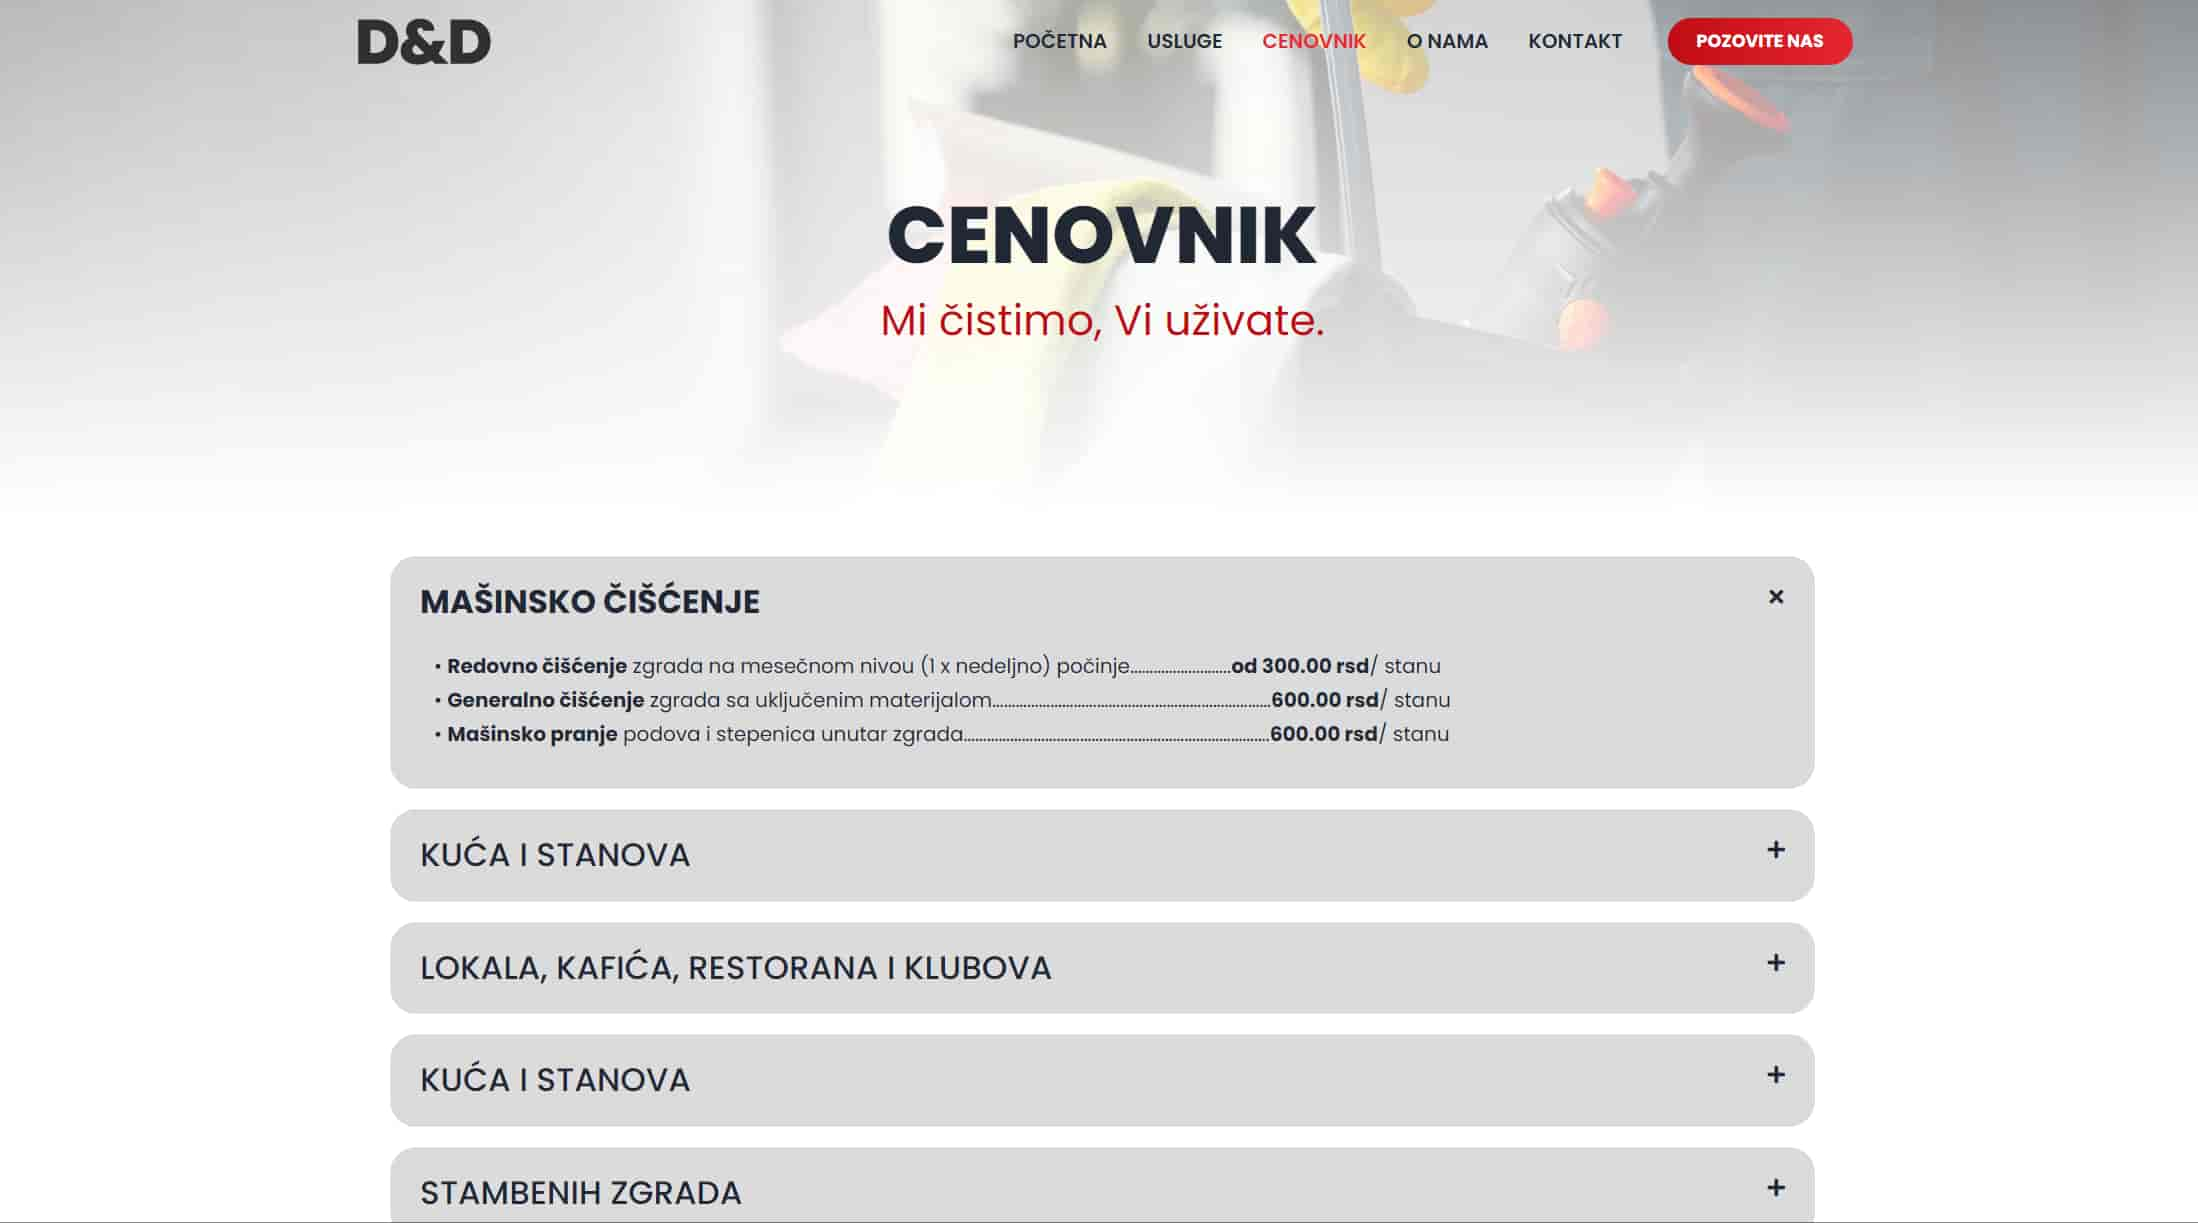 D&D
POČETNA USLUGE CENOVNIK O NAMA KONTAKT POZOVITE NAS
CENOVNIK
Mi čistimo, Vi uživate.
MAŠINSKO ČIŠĆENJE
• Redovno čišćenje zgrada na mesečnom nivou (1 x nedeljno) počinje..........................od 300.00 rsd/ stanu
• Generalno čišćenje zgrada sa uključenim materijalom........................................................................600.00 rsd/ stanu
• Mašinsko pranje podova i stepenica unutar zgrada...............................................................................600.00 rsd/ stanu
KUĆA I STANOVA
LOKALA, KAFIĆA, RESTORANA I KLUBOVA
KUĆA I STANOVA
STAMBENIH ZGRADA